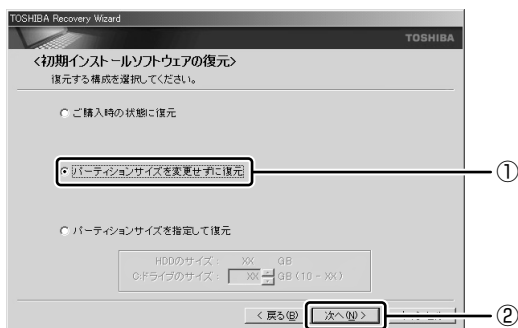 TOSHIBA Recovery Wizard
TOSHIBA
<初期インストールソフトウェアの復元>
復元する構成を選択してください。
ご購入時の状態に復元
パーティションサイズを変更せずに復元
①
パーティションサイズを指定して復元
HDDのサイズ： XX GB
C:ドライブのサイズ： XX GB (10 - XX)
< 戻る(B)
次へ(N) >
②